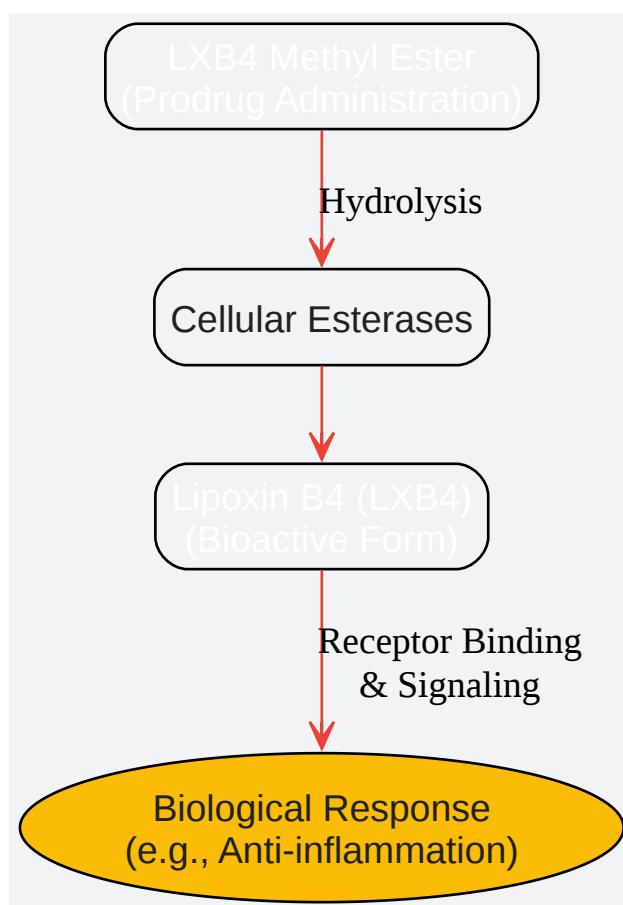 LXB4 Methyl Ester
(Prodrug Administration)
Hydrolysis
Cellular Esterases
Lipoxin B4 (LXB4)
(Bioactive Form)
Receptor Binding
& Signaling
Biological Response
(e.g., Anti-inflammation)